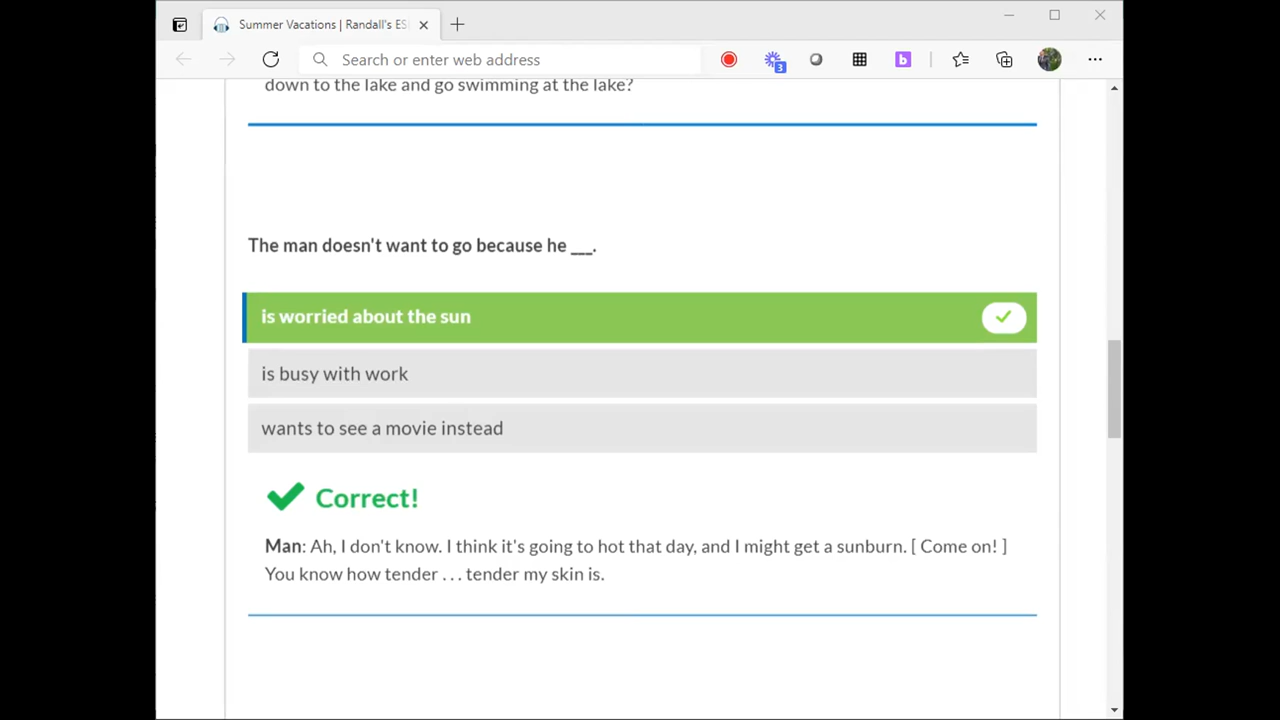 Summer Vacations | Randall's ES
Search or enter web address
3
b
down to the lake and go swimming at the lake?
The man doesn't want to go because he ___.
is worried about the sun
is busy with work
wants to see a movie instead
Correct!
Man: Ah, I don't know. I think it's going to hot that day, and I might get a sunburn. [ Come on! ]
You know how tender . . . tender my skin is.